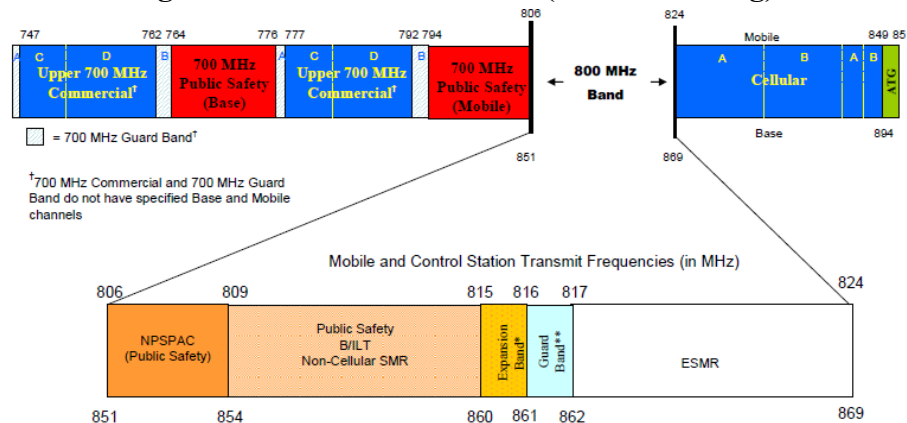 806
824
747
762
764
776
777
792
794
Mobile
849
85
A
C
D
B
A
C
D
B
A
B
A
B
Upper 700 MHz
Commercial†
700 MHz
Public Safety
(Base)
Upper 700 MHz
Commercial†
700 MHz
Public Safety
(Mobile)
800 MHz
Band
Cellular
ATG
= 700 MHz Guard Band†
Base
894
851
869
†700 MHz Commercial and 700 MHz Guard
Band do not have specified Base and Mobile
channels
Mobile and Control Station Transmit Frequencies (in MHz)
806
809
815
816
817
824
NPSPAC
(Public Safety)
Public Safety
B/ILT
Non-Cellular SMR
Expansion
Band*
Guard
Band**
ESMR
851
854
860
861
862
869